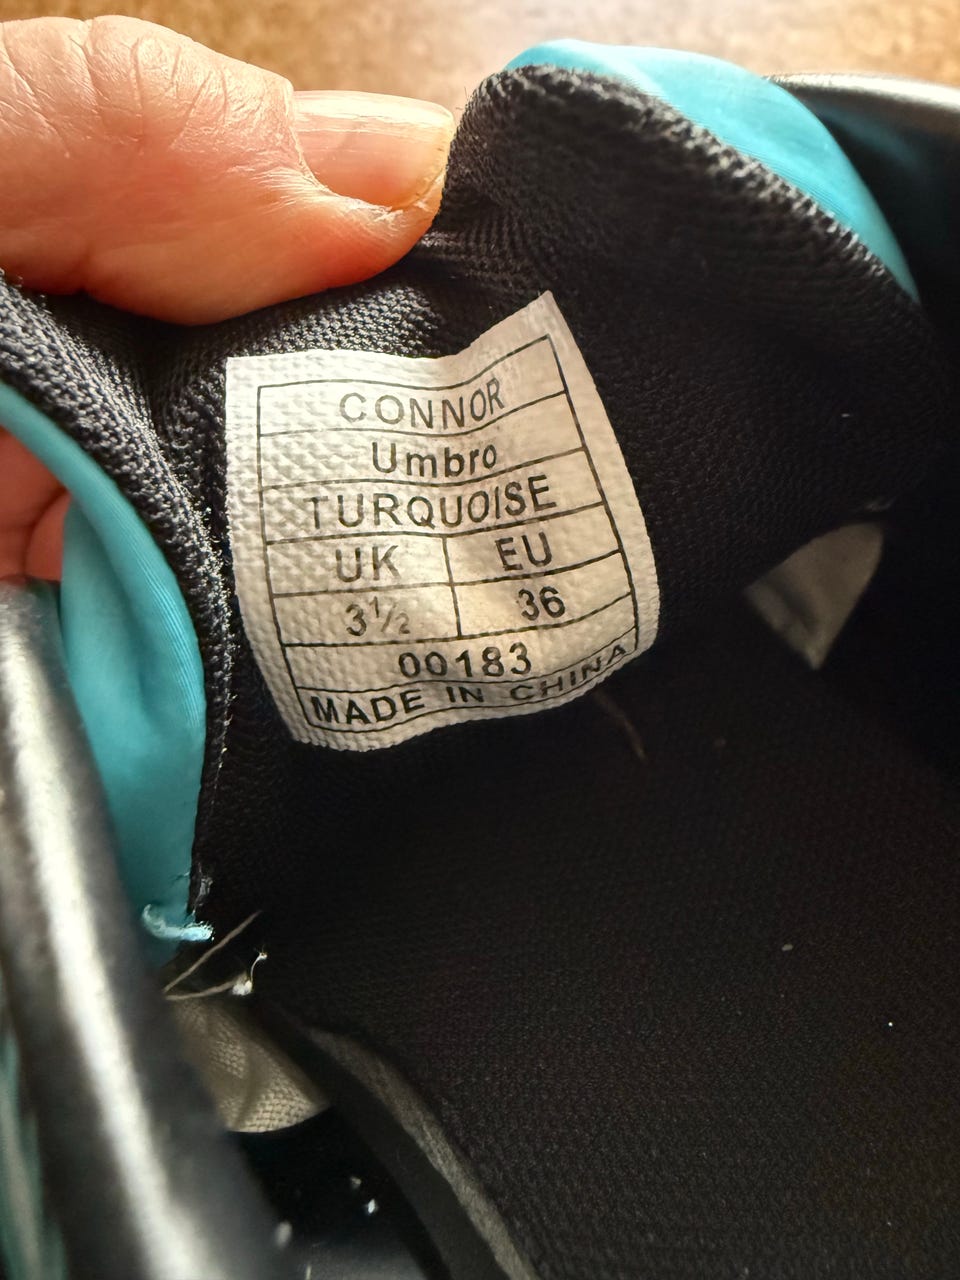 CONNOR
Umbro
TURQUOISE
UK EU
3½ 36
00183
MADE IN CHINA